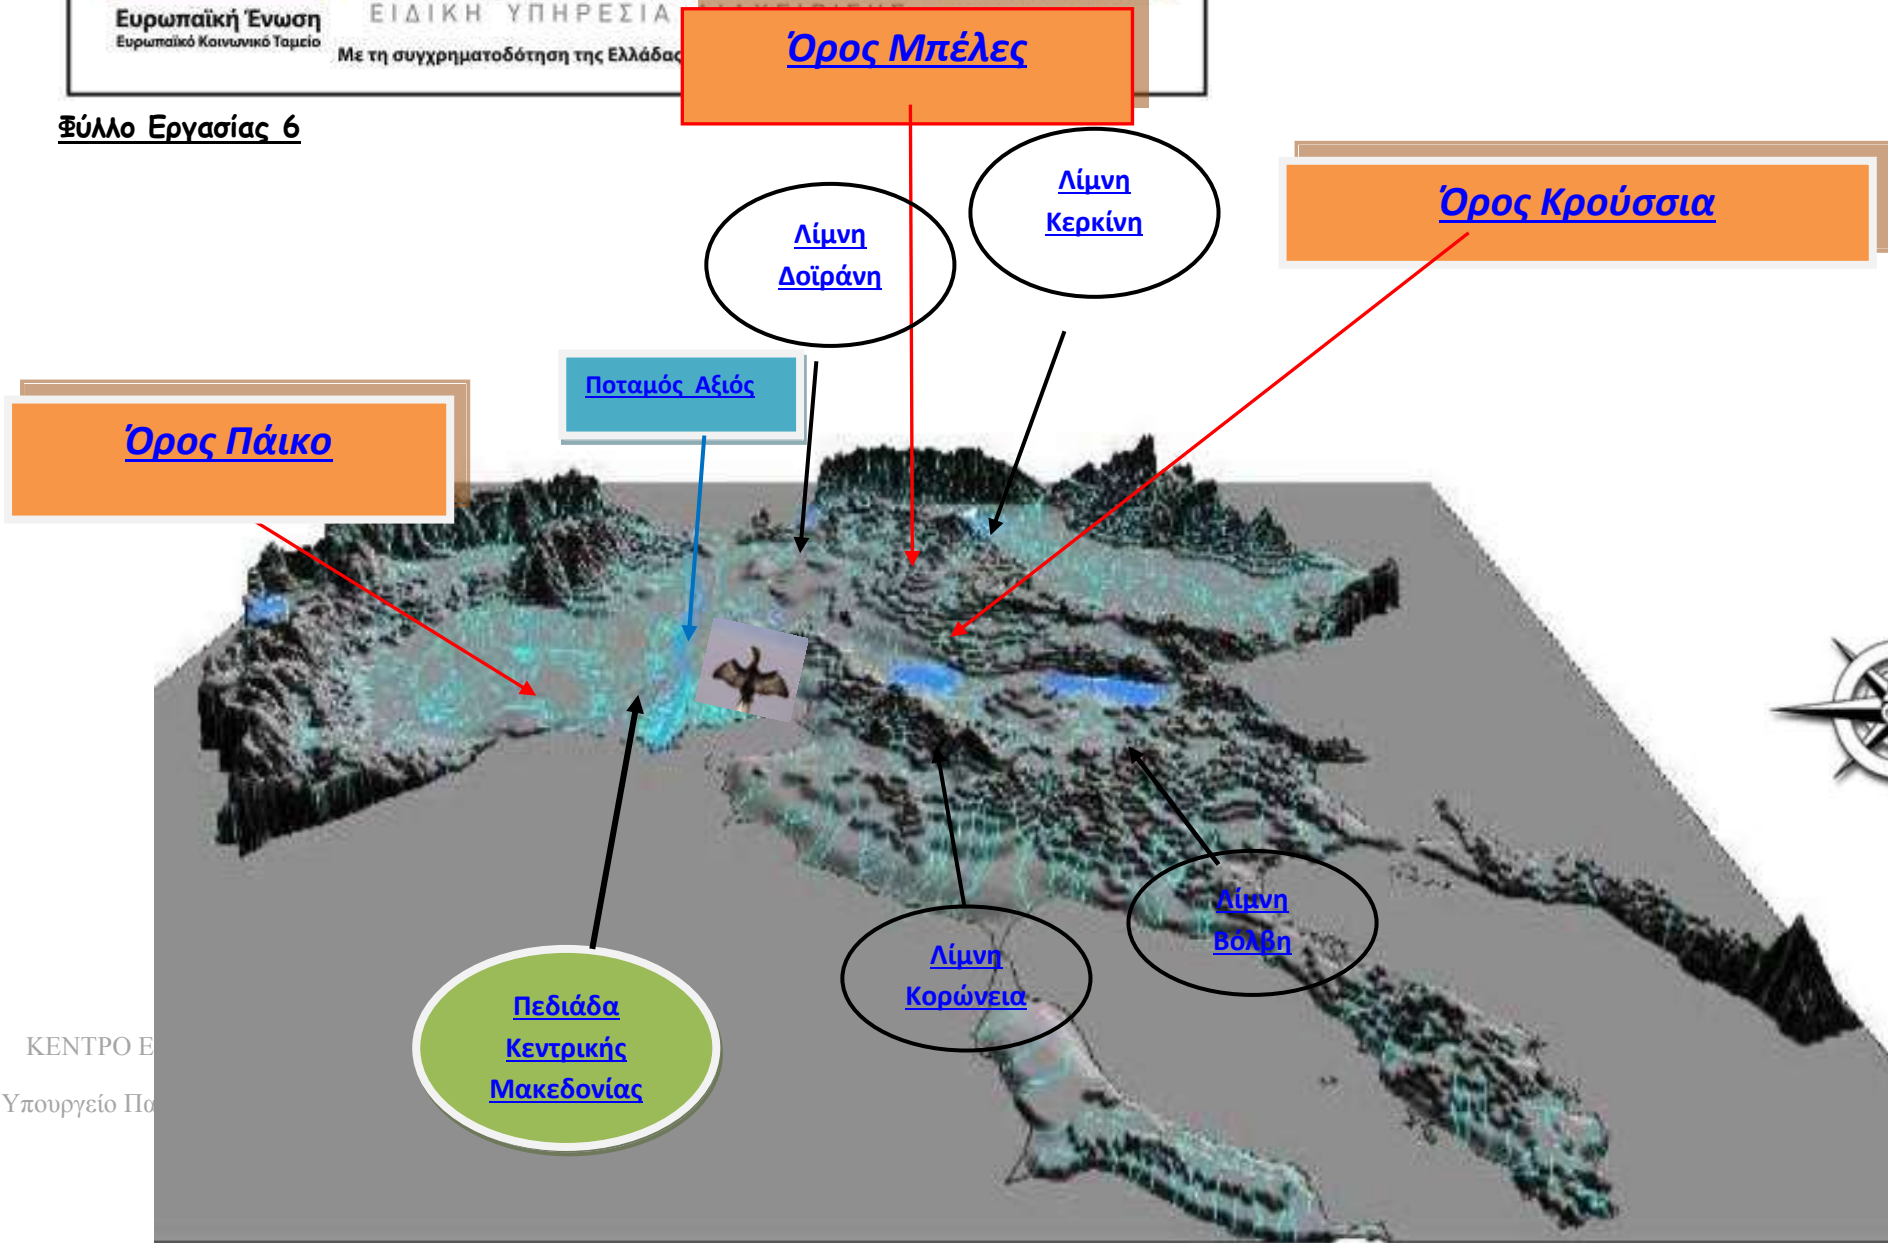 Ευρωπαϊκή Ένωση
Ευρωπαϊκό Κοινωνικό Ταμείο
ΕΙΔΙΚΗ ΥΠΗΡΕΣΙΑ
Με τη συγχρηματοδότηση της Ελλάδας
Φύλλο Εργασίας 6
Όρος Μπέλες
Λίμνη
Κερκίνη
Όρος Κρούσσια
Λίμνη
Δοϊράνη
Ποταμός Αξιός
Όρος Πάικο
Λίμνη
Βόλβη
Λίμνη
Κορώνεια
Πεδιάδα
Κεντρικής
Μακεδονίας
ΚΕΝΤΡΟ Ε
Υπουργείο Πα